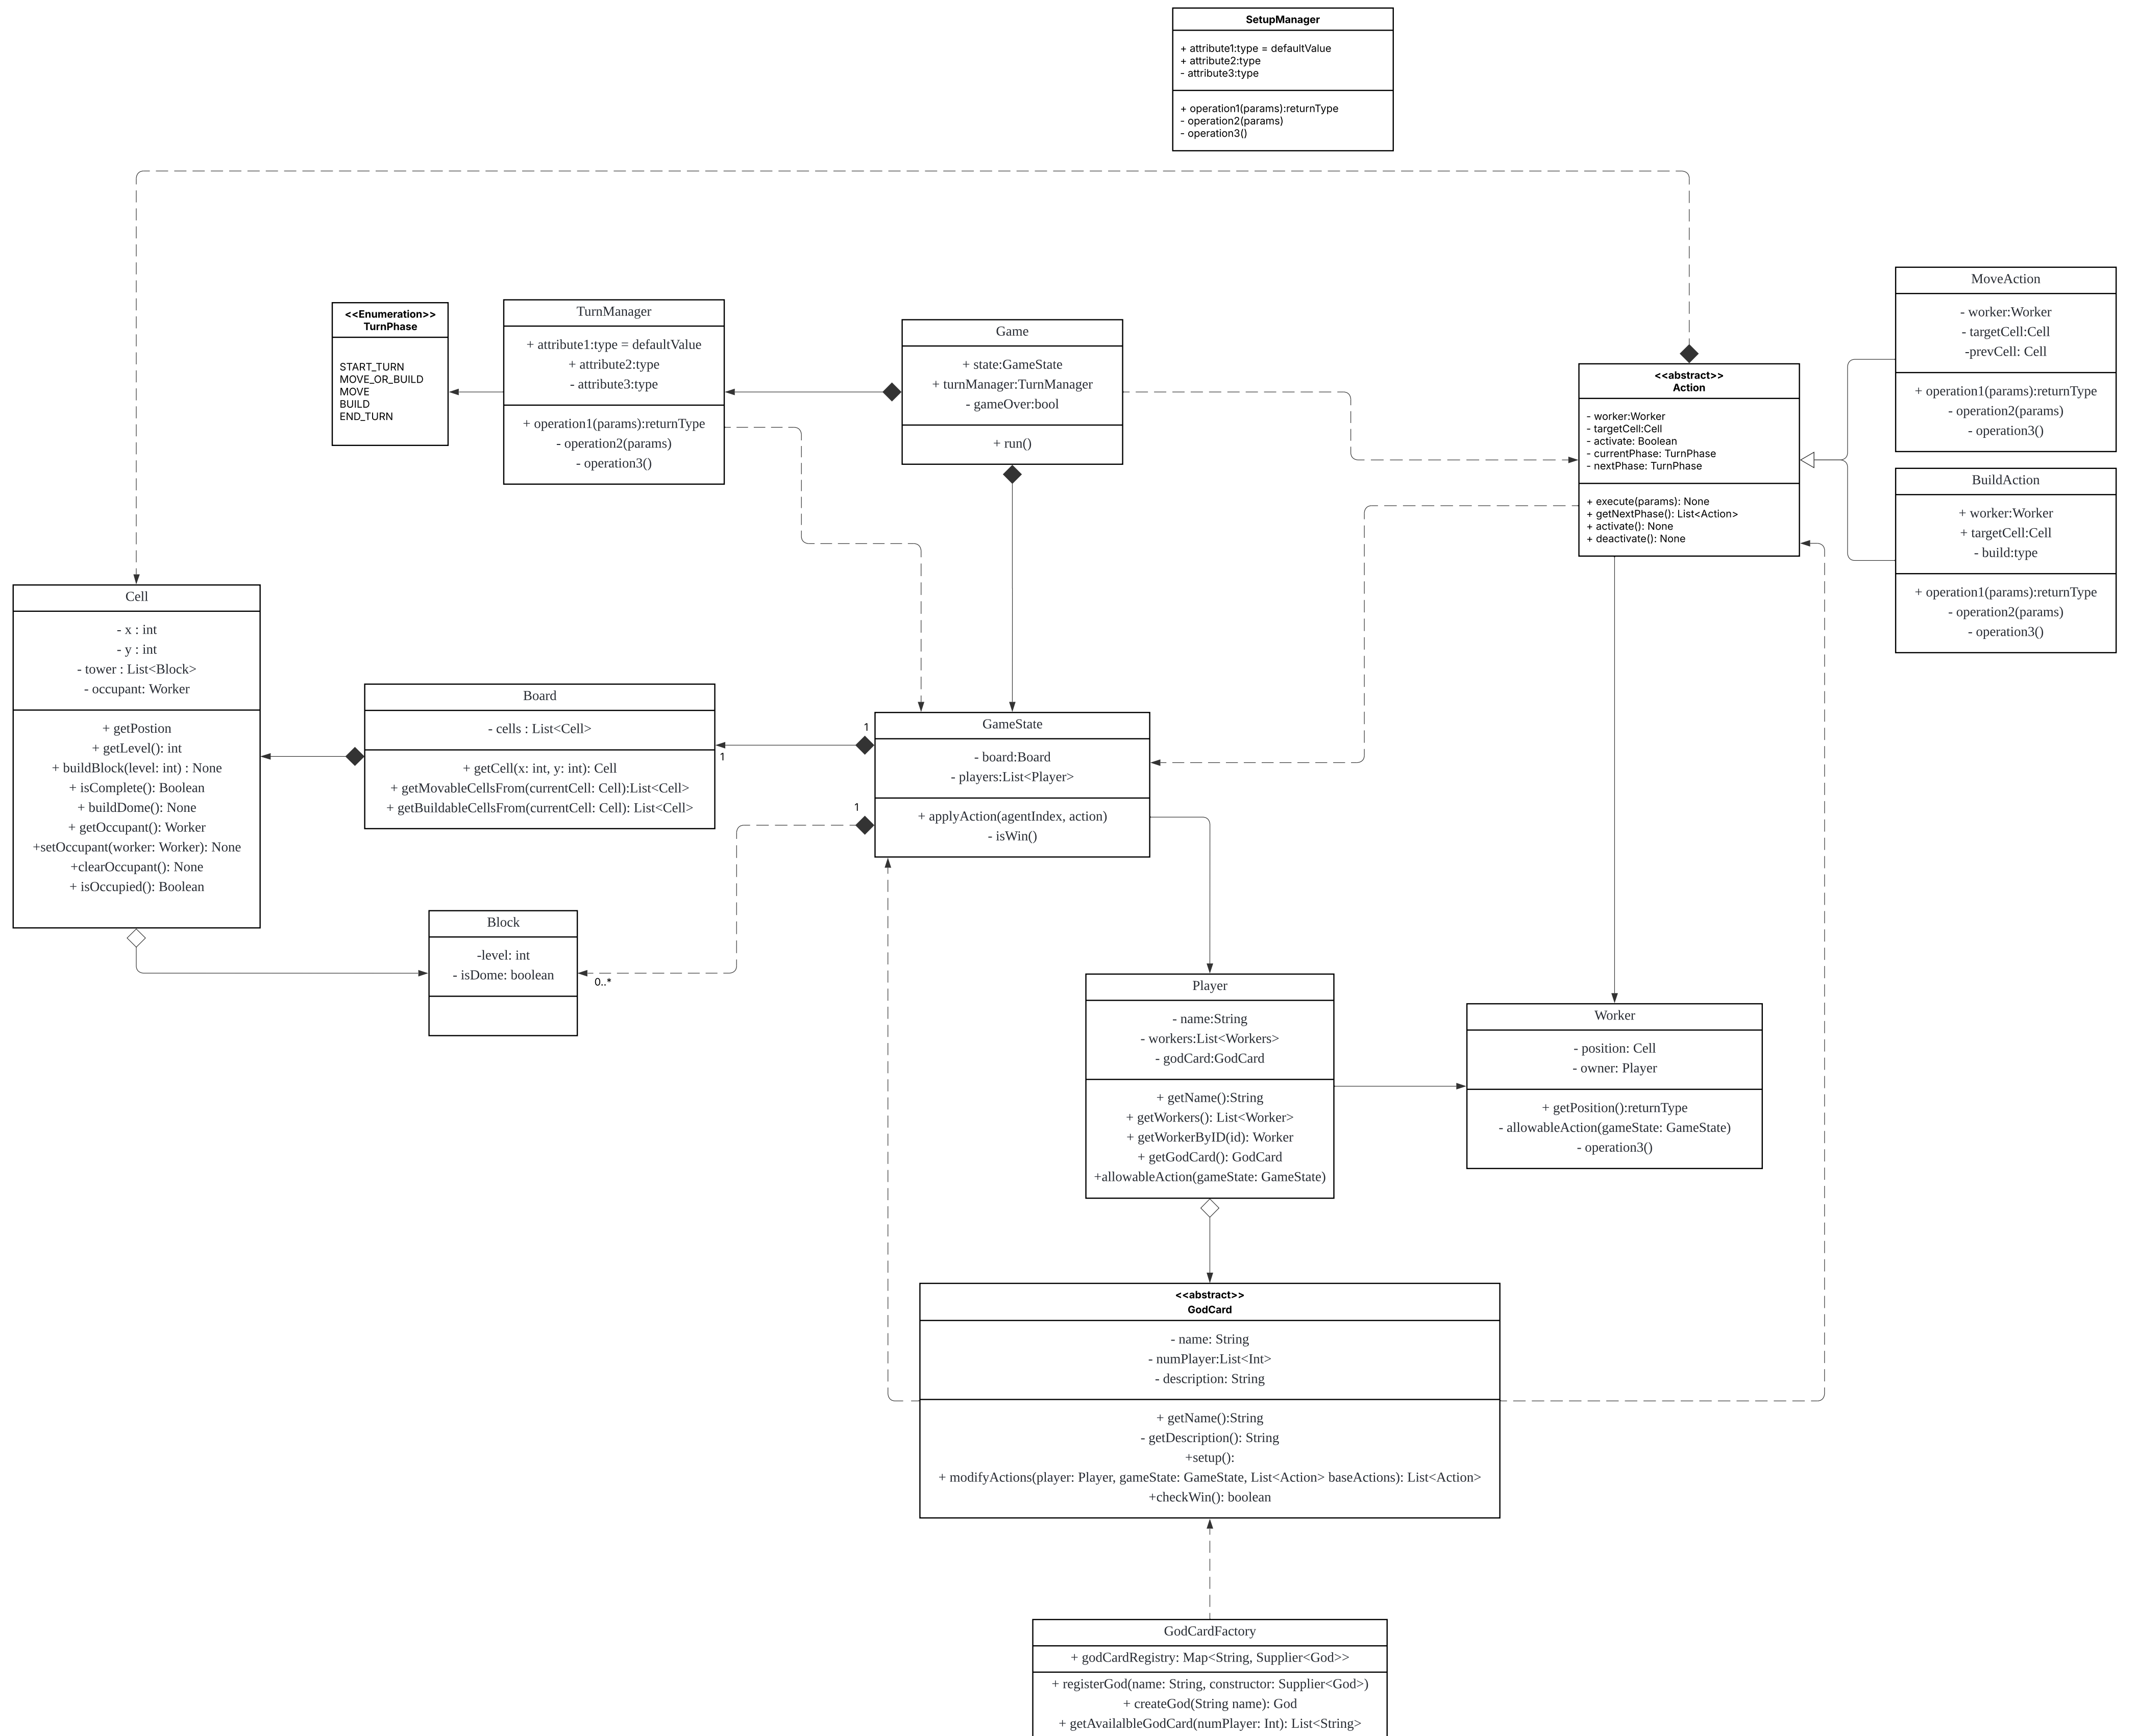 SetupManager
+ attribute1:type = defaultValue
+ attribute2:type
- attribute3:type
+ operation1(params):returnType
- operation2(params)
- operation3()
<<Enumeration>>
TurnPhase
START_TURN
MOVE_OR_BUILD
MOVE
BUILD
END_TURN
TurnManager
+ attribute1:type = defaultValue
+ attribute2:type
- attribute3:type
+ operation1(params):returnType
- operation2(params)
- operation3()
Game
+ state:GameState
+ turnManager:TurnManager
- gameOver:bool
+ run()
<<abstract>>
Action
- worker:Worker
- targetCell:Cell
- activate: Boolean
- currentPhase: TurnPhase
- nextPhase: TurnPhase
+ execute(params): None
+ getNextPhase(): List<Action>
+ activate(): None
+ deactivate(): None
MoveAction
- worker:Worker
- targetCell:Cell
-prevCell: Cell
+ operation1(params):returnType
- operation2(params)
- operation3()
BuildAction
+ worker:Worker
+ targetCell:Cell
- build:type
+ operation1(params):returnType
- operation2(params)
- operation3()
Cell
- x : int
- y : int
- tower : List<Block>
- occupant: Worker
+ getPostion
+ getLevel(): int
+ buildBlock(level: int) : None
+ isComplete(): Boolean
+ buildDome(): None
+ getOccupant(): Worker
+setOccupant(worker: Worker): None
+clearOccupant(): None
+ isOccupied(): Boolean
Board
- cells : List<Cell>
+ getCell(x: int, y: int): Cell
+ getMovableCellsFrom(currentCell: Cell):List<Cell>
+ getBuildableCellsFrom(currentCell: Cell): List<Cell>
1
1
1
GameState
- board:Board
- players:List<Player>
+ applyAction(agentIndex, action)
- isWin()
Block
-level: int
- isDome: boolean
0..*
Player
- name:String
- workers:List<Workers>
- godCard:GodCard
+ getName():String
+ getWorkers(): List<Worker>
+ getWorkerByID(id): Worker
+ getGodCard(): GodCard
+allowableAction(gameState: GameState)
Worker
- position: Cell
- owner: Player
+ getPosition():returnType
- allowableAction(gameState: GameState)
- operation3()
<<abstract>>
GodCard
- name: String
- numPlayer:List<Int>
- description: String
+ getName():String
- getDescription(): String
+setup():
+ modifyActions(player: Player, gameState: GameState, List<Action> baseActions): List<Action>
+checkWin(): boolean
GodCardFactory
+ godCardRegistry: Map<String, Supplier<God>>
+ registerGod(name: String, constructor: Supplier<God>)
+ createGod(String name): God
+ getAvailalbleGodCard(numPlayer: Int): List<String>